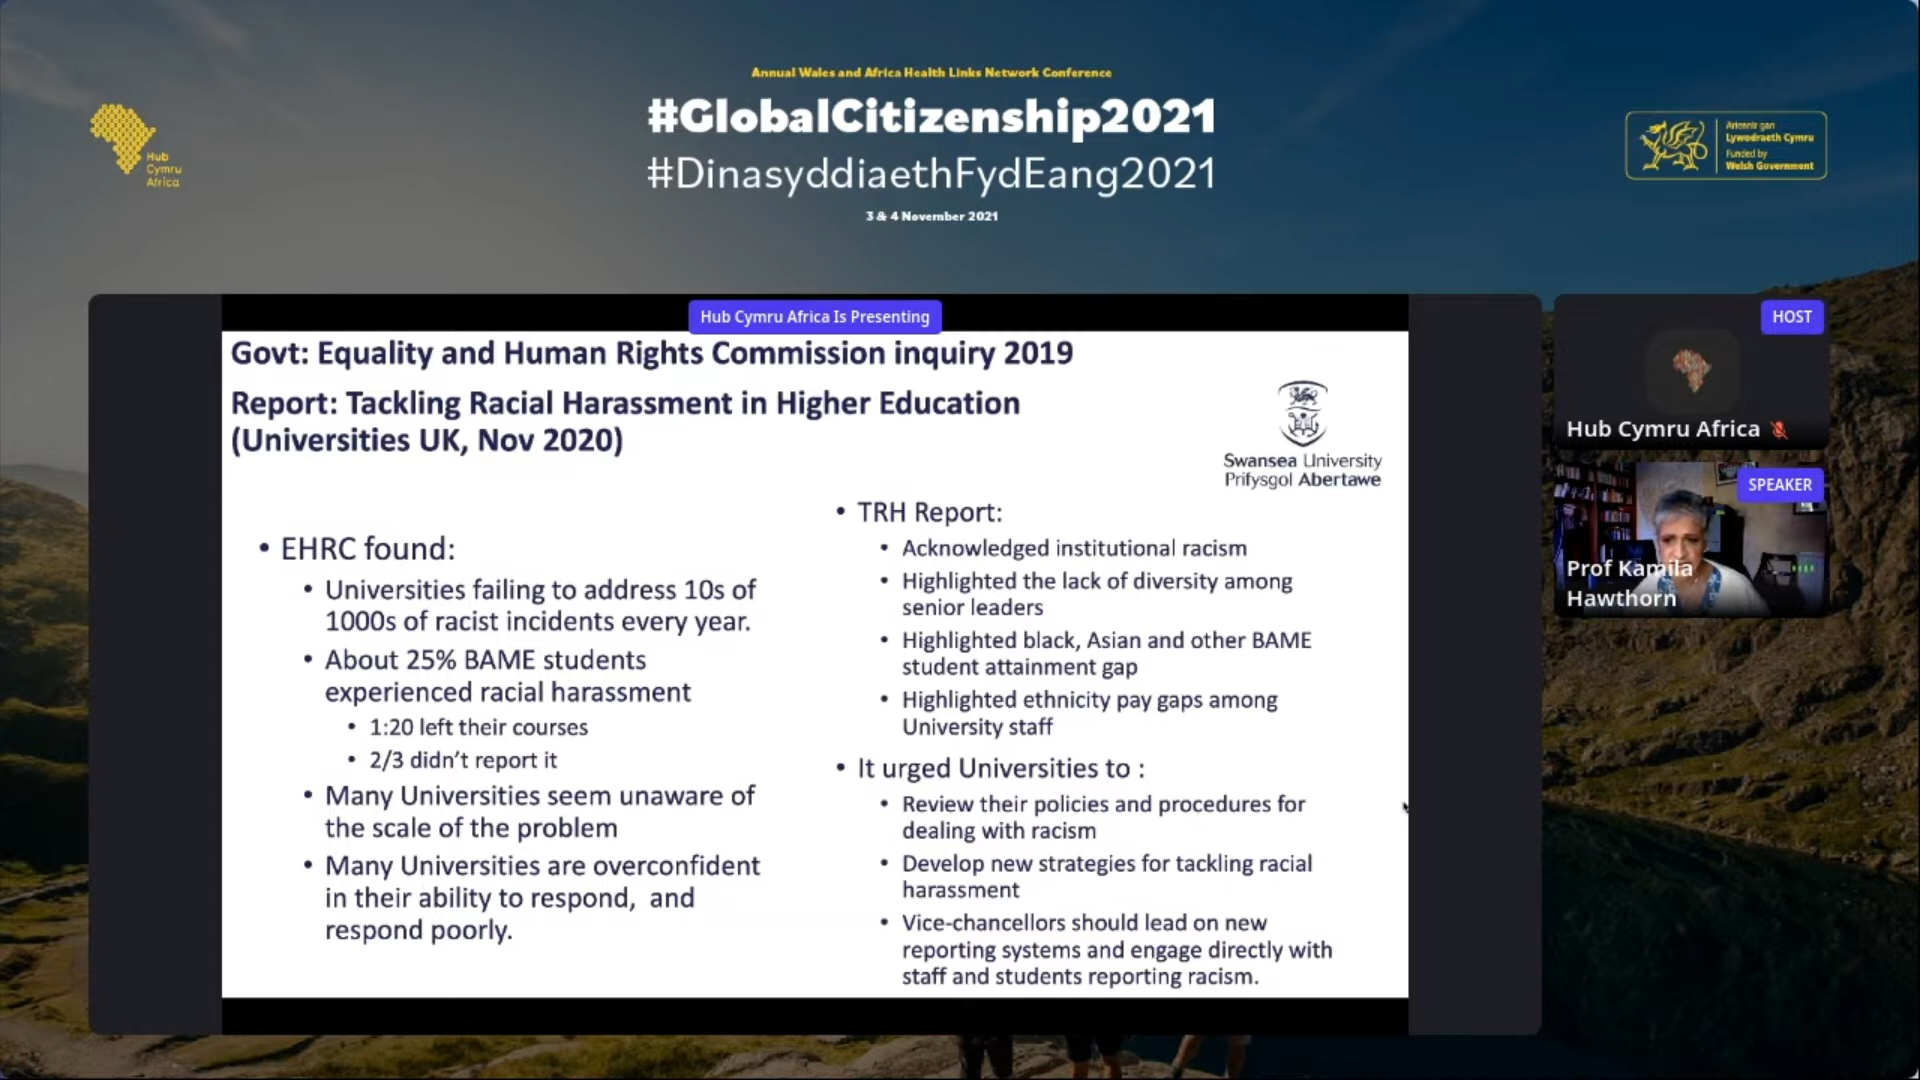 Annual Wales and Africa Health Links Network Conference
#GlobalCitizenship2021
#DinasyddiaethFydEang2021
3 & 4 November 2021
Hub
Cymru
Africa
Ariennir gan
Lywodraeth Cymru
Funded by
Welsh Government
Hub Cymru Africa Is Presenting
Govt: Equality and Human Rights Commission inquiry 2019
Report: Tackling Racial Harassment in Higher Education
(Universities UK, Nov 2020)
Swansea University
Prifysgol Abertawe
• EHRC found:
• Universities failing to address 10s of
1000s of racist incidents every year.
• About 25% BAME students
experienced racial harassment
• 1:20 left their courses
• 2/3 didn't report it
• Many Universities seem unaware of
the scale of the problem
• Many Universities are overconfident
in their ability to respond, and
respond poorly.
• TRH Report:
• Acknowledged institutional racism
• Highlighted the lack of diversity among
senior leaders
• Highlighted black, Asian and other BAME
student attainment gap
• Highlighted ethnicity pay gaps among
University staff
• It urged Universities to :
• Review their policies and procedures for
dealing with racism
• Develop new strategies for tackling racial
harassment
• Vice-chancellors should lead on new
reporting systems and engage directly with
staff and students reporting racism.
HOST
Hub Cymru Africa
SPEAKER
Prof Kamila
Hawthorn